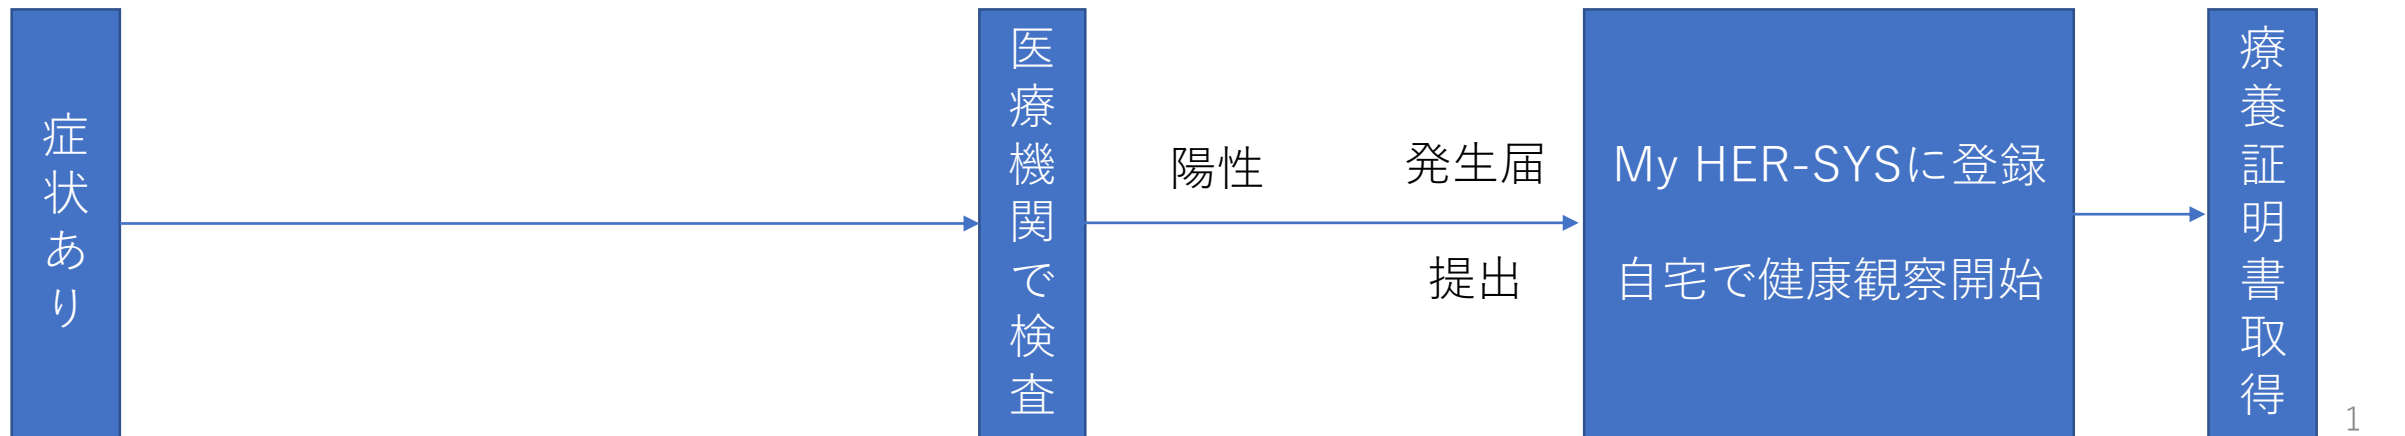 症状あり
医療機関で検査
陽性
発生届
提出
My HER-SYSに登録
自宅で健康観察開始
療養証明書取得
1